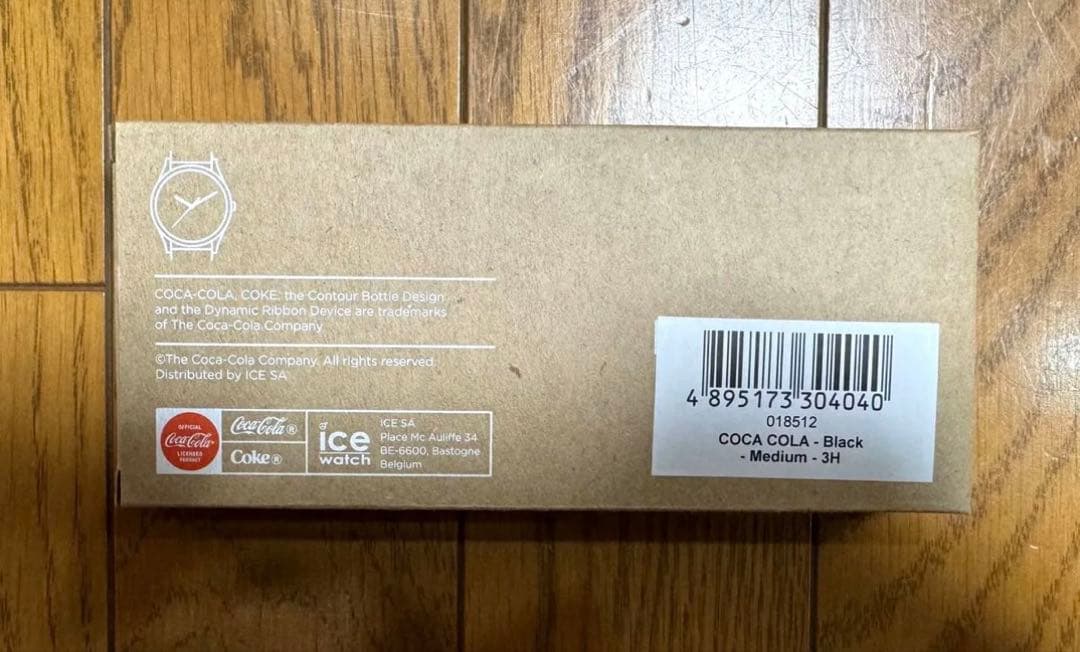 COCA-COLA, COKE, the Contour Bottle Design
and the Dynamic Ribbon Device are trademarks
of The Coca-Cola Company
©The Coca-Cola Company. All rights reserved.
Distributed by ICE SA
OFFICIAL
Coca-Cola
LICENSED
PRODUCT
Coca-Cola®
Coke®
ice
watch
ICE SA
Place Mc Auliffe 34
BE-6600, Bastogne
Belgium
4 895173 304040
018512
COCA COLA - Black
- Medium - 3H